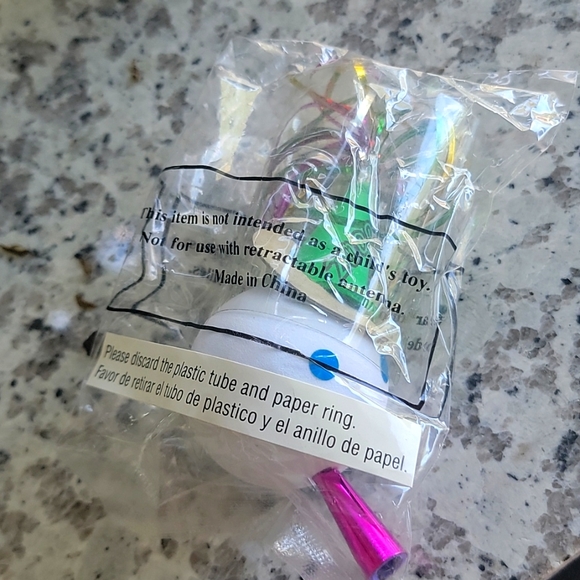 This item is not intended as a child's toy.
Not for use with retractable antenna.
Made in China
Please discard the plastic tube and paper ring.
Favor de retirar el tubo de plastico y el anillo de papel.